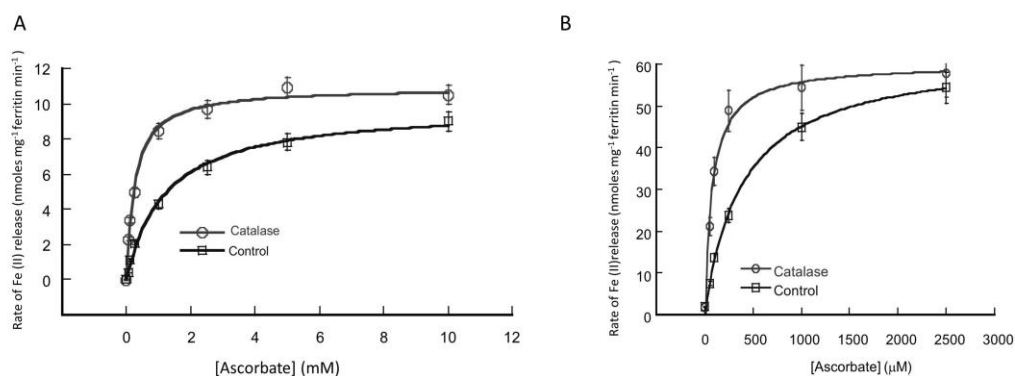 A
Rate of Fe (II) release (nmoles mg⁻¹ ferritin min⁻¹)
12
10
8
6
4
2
0
Catalase
Control
0 2 4 6 8 10 12
[Ascorbate] (mM)
B
Rate of Fe (II)release (nmoles mg⁻¹ ferritin min⁻¹)
60
50
40
30
20
10
0
Catalase
Control
0 500 1000 1500 2000 2500 3000
[Ascorbate] (μM)